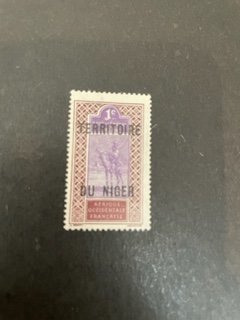 1c
TERRITOIRE
DU NIGER
AFRIQUE
OCCIDENTALE
FRANÇAISE